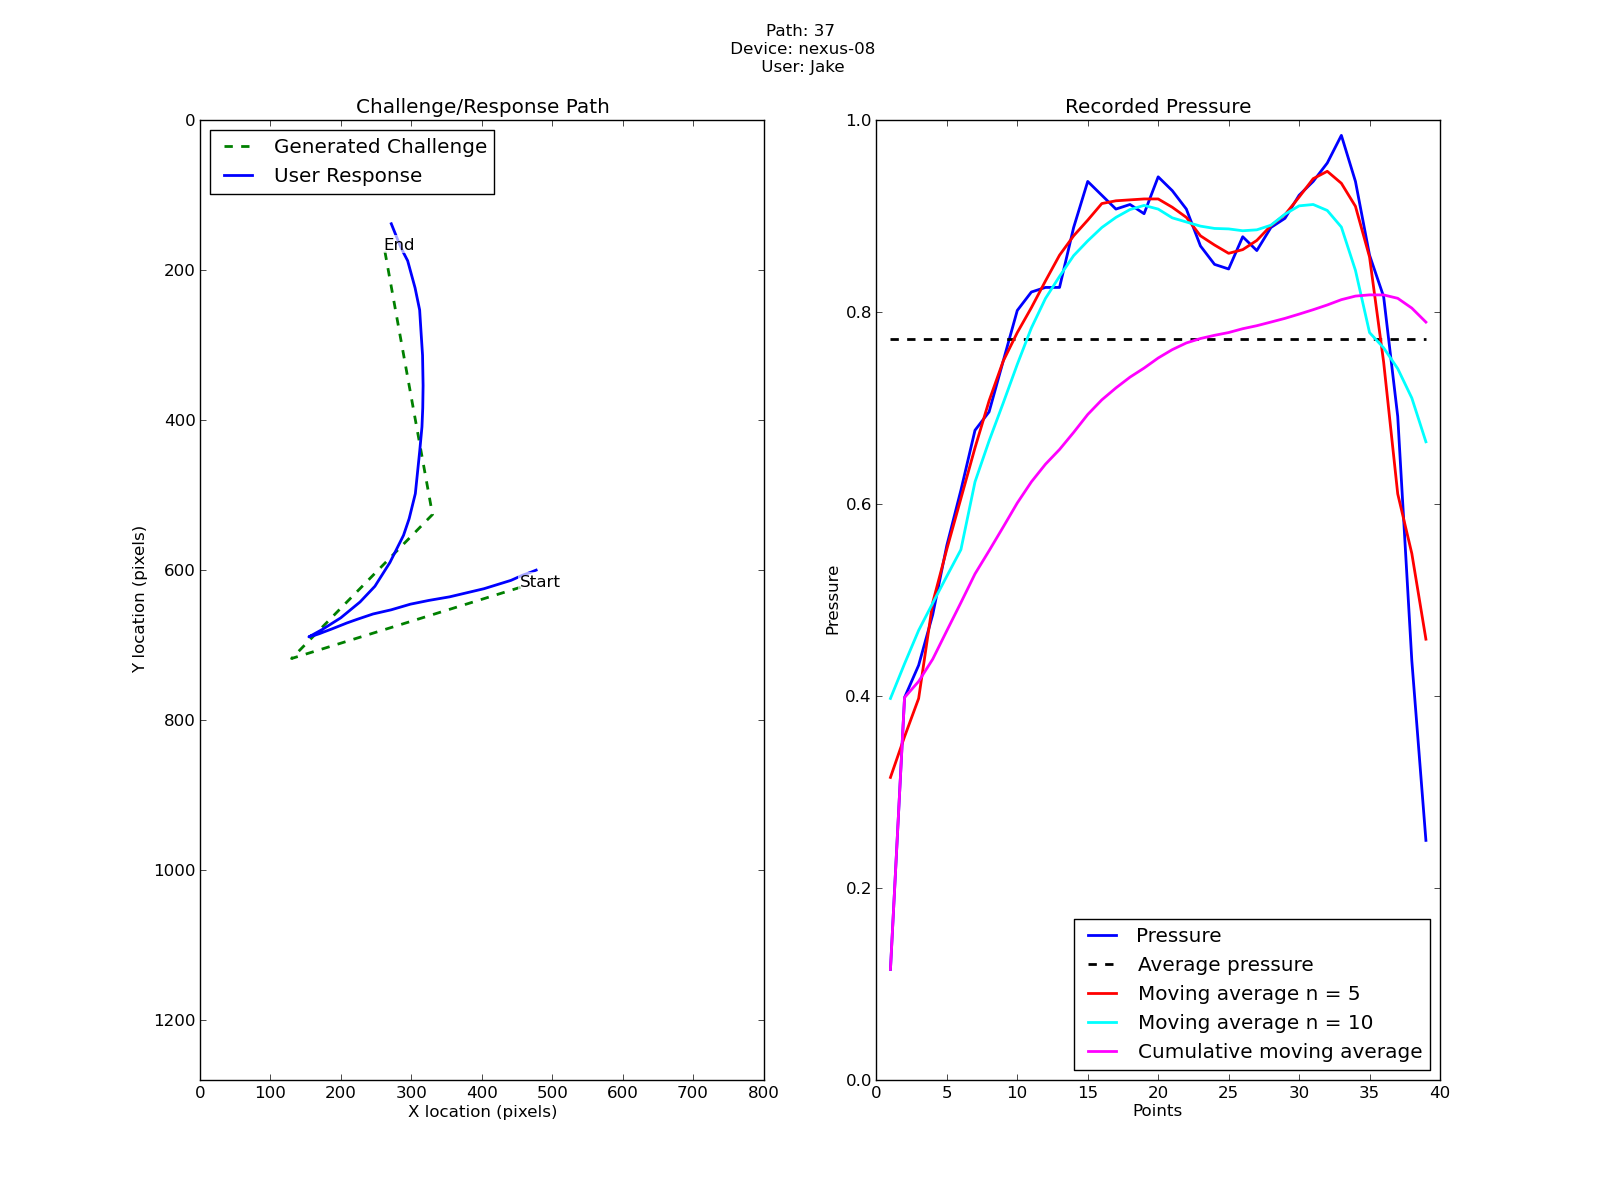 Path: 37
Device: nexus-08
User: Jake
Challenge/Response Path
Generated Challenge
User Response
End
Start
0
200
400
600
800
1000
1200
Y location (pixels)
0 100 200 300 400 500 600 700 800
X location (pixels)
Recorded Pressure
1.0
0.8
0.6
0.4
0.2
0.0
Pressure
Pressure
Average pressure
Moving average n = 5
Moving average n = 10
Cumulative moving average
0 5 10 15 20 25 30 35 40
Points